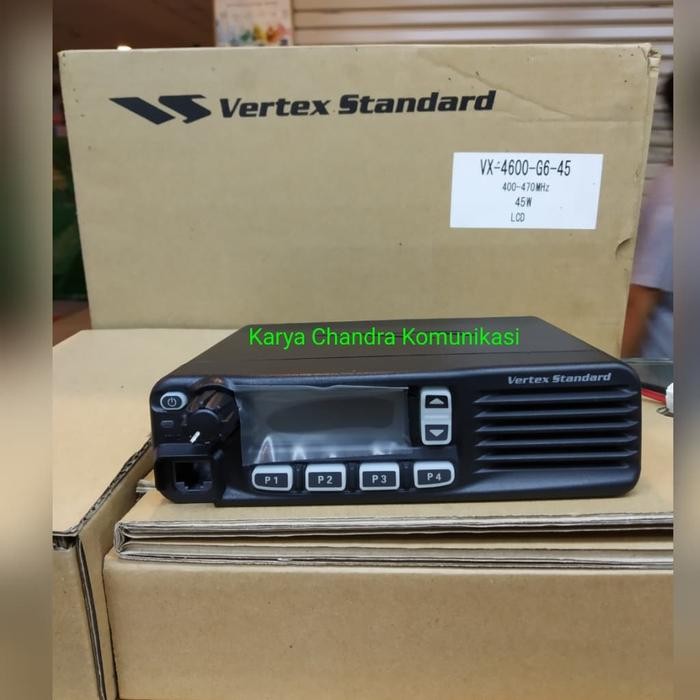 Vertex Standard
VX-4600-G6-45
400-470MHz
45W
LCD
Karya Chandra Komunikasi
Vertex Standard
P1 P2 P3 P4